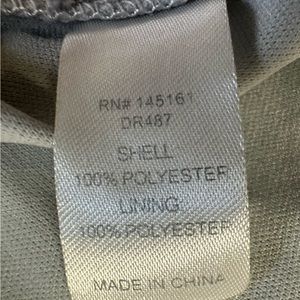 RN# 145161
DR487
SHELL
100% POLYESTER
LINING
100% POLYESTER
MADE IN CHINA